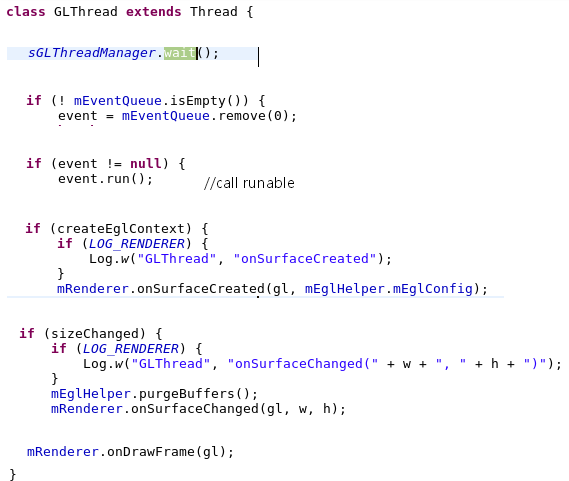 class GLThread extends Thread {
sGLThreadManager.wait();
if (! mEventQueue.isEmpty()) {
event = mEventQueue.remove(0);
if (event != null) {
event.run(); //call runable
if (createEglContext) {
if (LOG_RENDERER) {
Log.w("GLThread", "onSurfaceCreated");
}
mRenderer.onSurfaceCreated(gl, mEglHelper.mEglConfig);
if (sizeChanged) {
if (LOG_RENDERER) {
Log.w("GLThread", "onSurfaceChanged(" + w + ", " + h + ")");
}
mEglHelper.purgeBuffers();
mRenderer.onSurfaceChanged(gl, w, h);
mRenderer.onDrawFrame(gl);
}